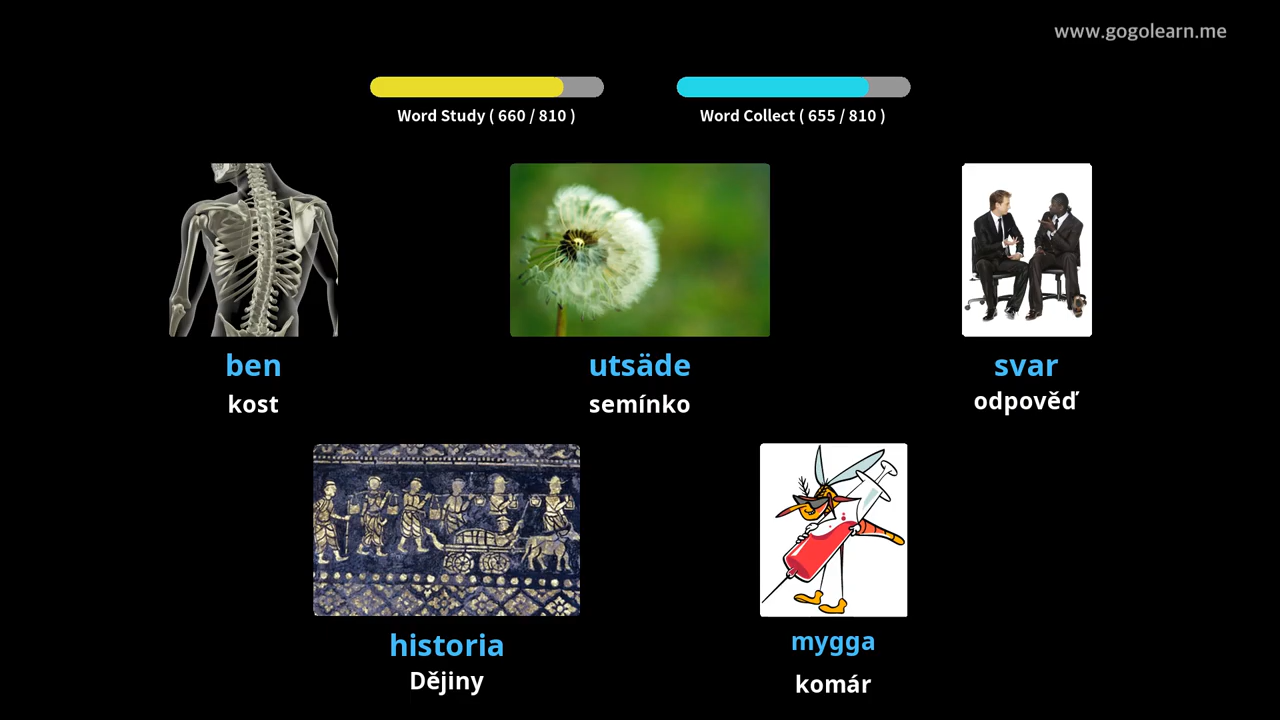 www.gogolearn.me
Word Study ( 660 / 810 )
Word Collect ( 655 / 810 )
ben
kost
utsäde
semínko
svar
odpověď
historia
Dějiny
mygga
komár